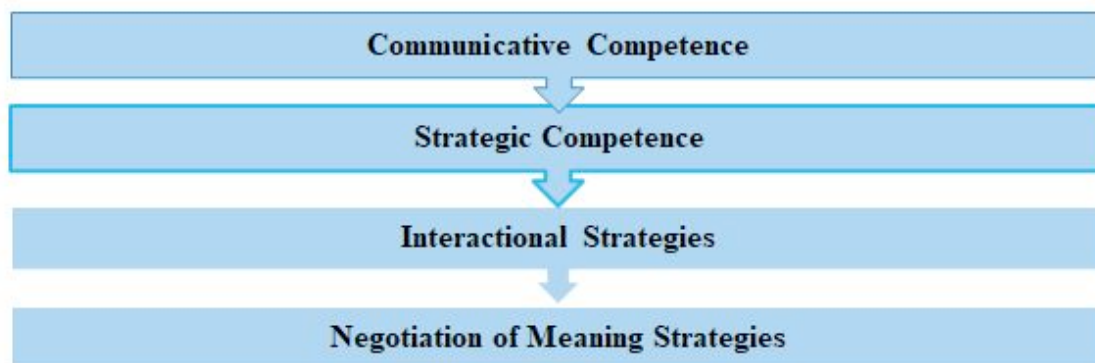 Communicative Competence
Strategic Competence
Interactional Strategies
Negotiation of Meaning Strategies